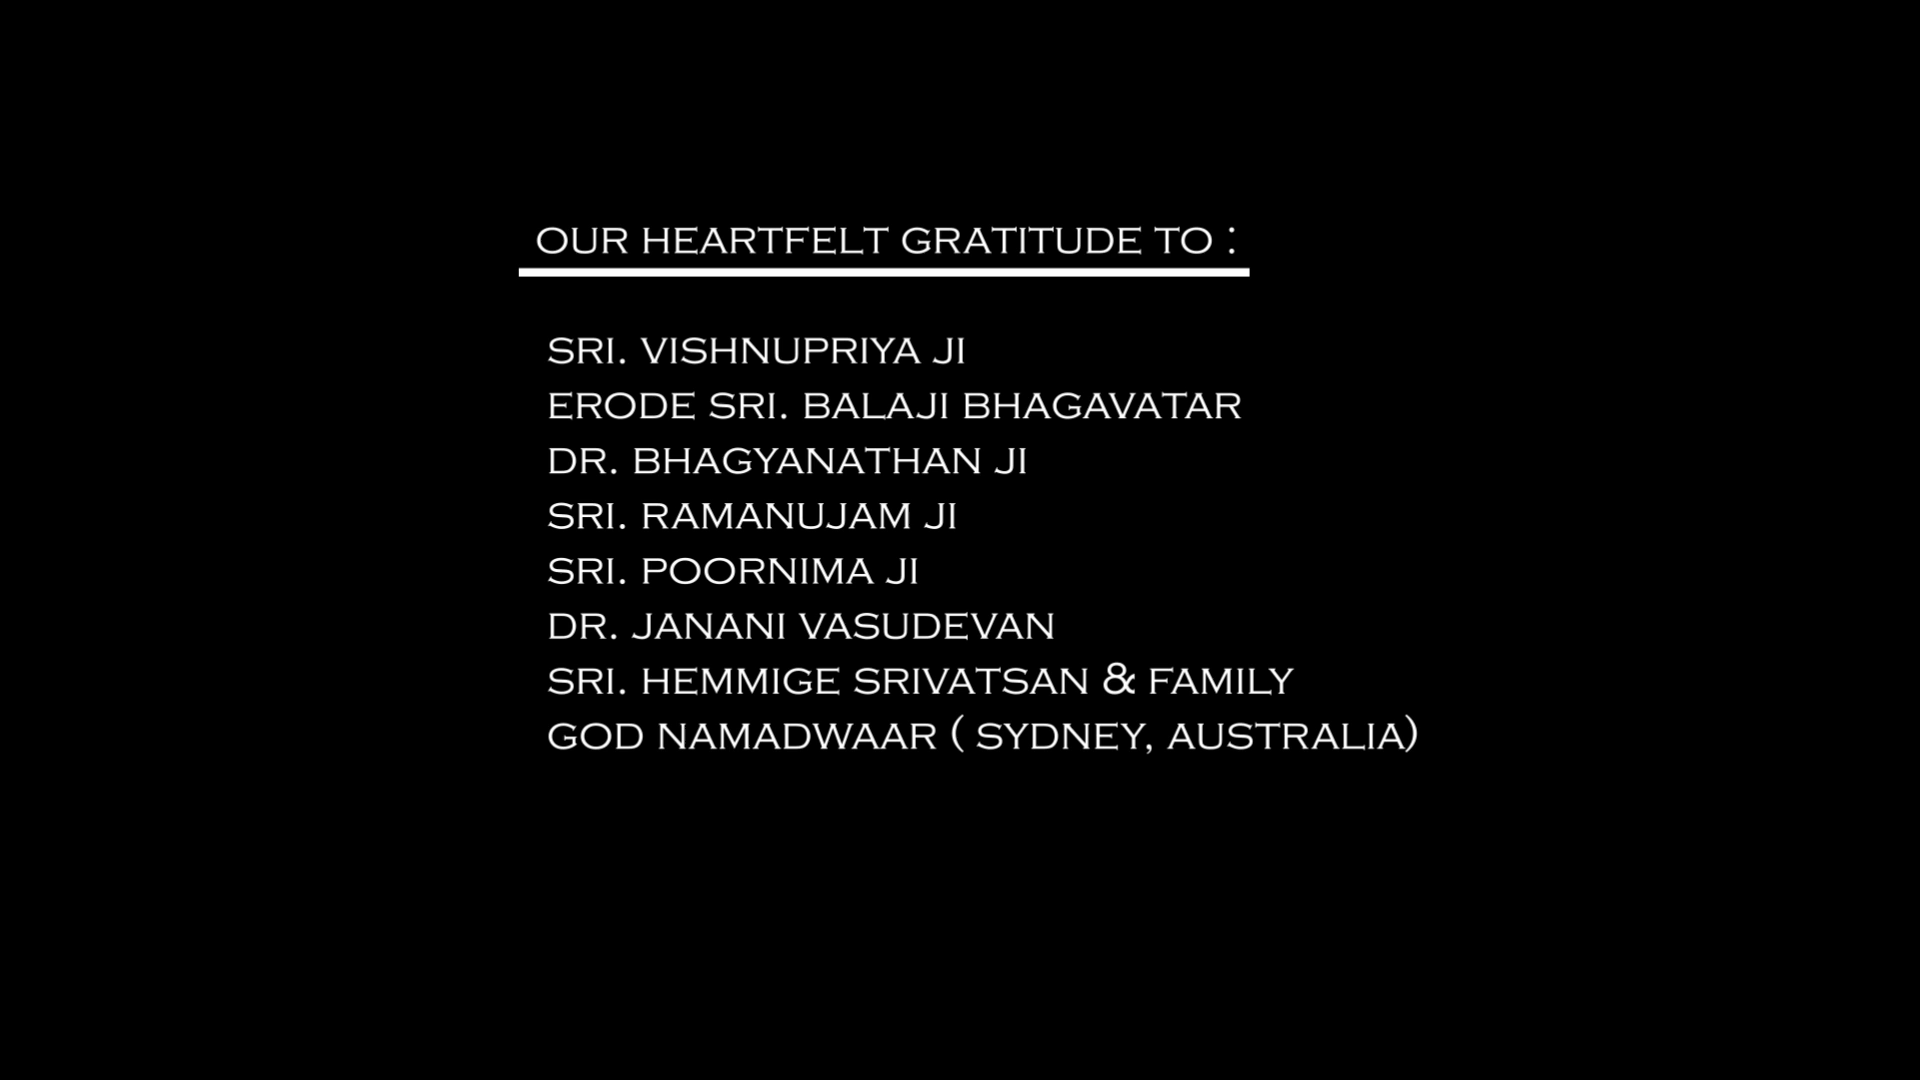 OUR HEARTFELT GRATITUDE TO :
SRI. VISHNUPRIYA JI
ERODE SRI. BALAJI BHAGAVATAR
DR. BHAGYANATHAN JI
SRI. RAMANUJAM JI
SRI. POORNIMA JI
DR. JANANI VASUDEVAN
SRI. HEMMIGE SRIVATSAN & FAMILY
GOD NAMADWAAR ( SYDNEY, AUSTRALIA)